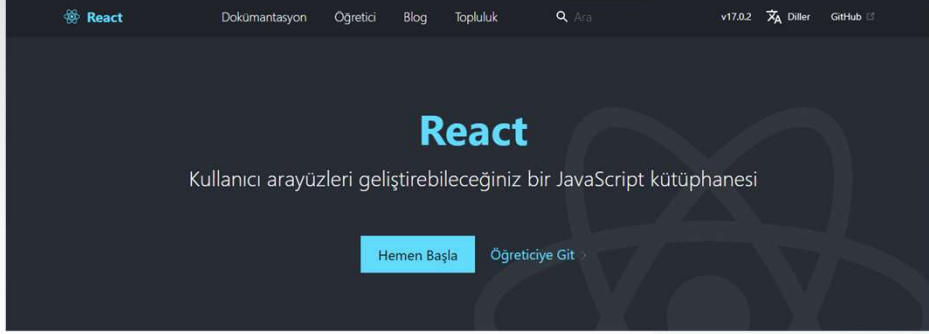 React Dokümantasyon Öğretici Blog Topluluk Ara v17.0.2 Diller GitHub
React
Kullanıcı arayüzleri geliştirebileceğiniz bir JavaScript kütüphanesi
Hemen Başla Öğreticiye Git